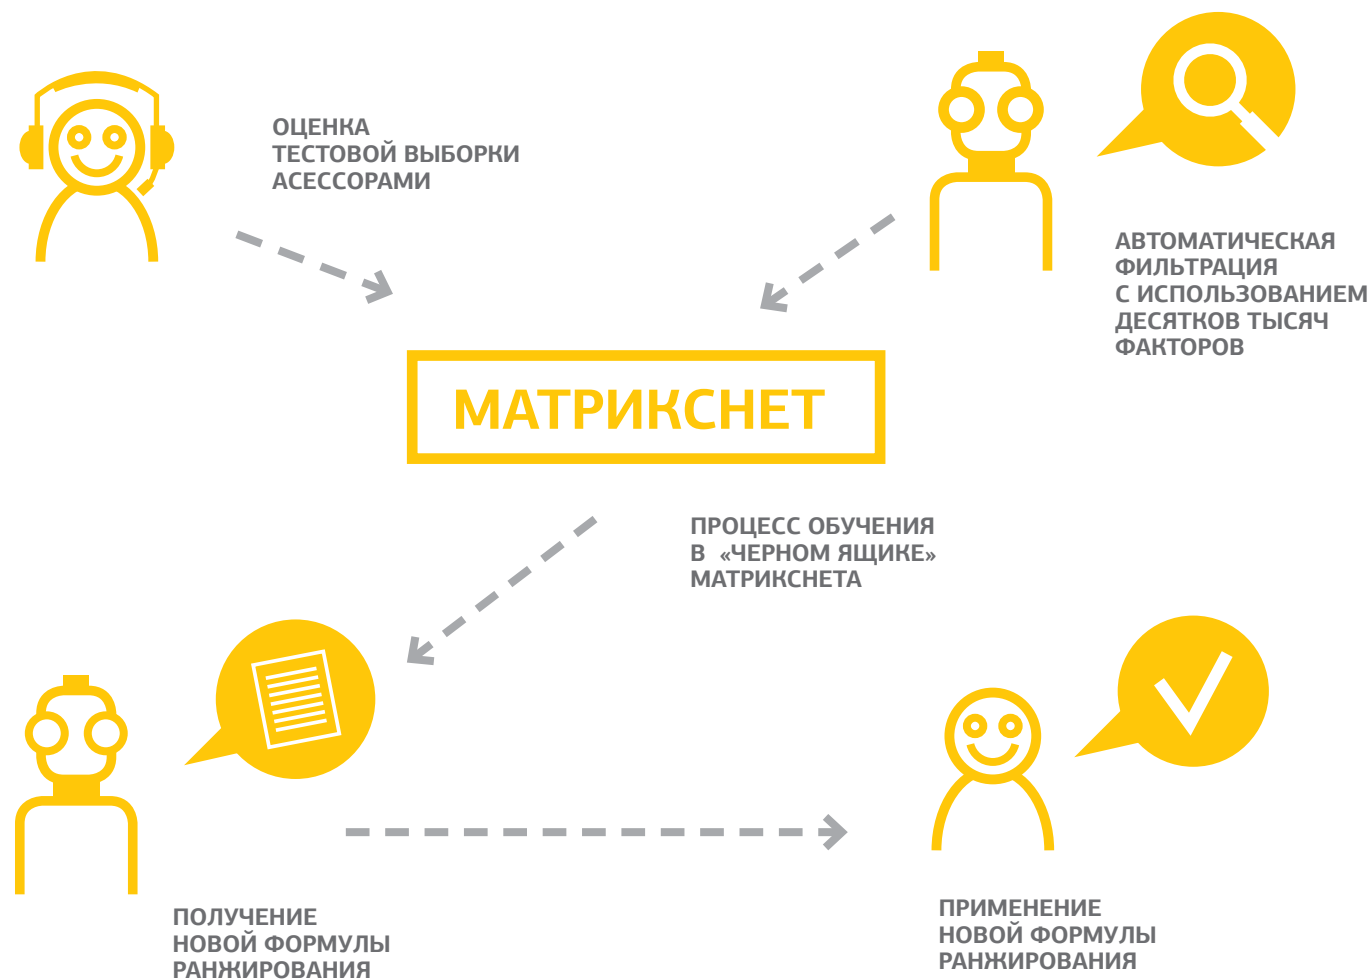 ОЦЕНКА
ТЕСТОВОЙ ВЫБОРКИ
АСЕССОРАМИ
АВТОМАТИЧЕСКАЯ
ФИЛЬТРАЦИЯ
С ИСПОЛЬЗОВАНИЕМ
ДЕСЯТКОВ ТЫСЯЧ
ФАКТОРОВ
МАТРИКСНЕТ
ПРОЦЕСС ОБУЧЕНИЯ
В «ЧЕРНОМ ЯЩИКЕ»
МАТРИКСНЕТА
ПОЛУЧЕНИЕ
НОВОЙ ФОРМУЛЫ
РАНЖИРОВАНИЯ
ПРИМЕНЕНИЕ
НОВОЙ ФОРМУЛЫ
РАНЖИРОВАНИЯ